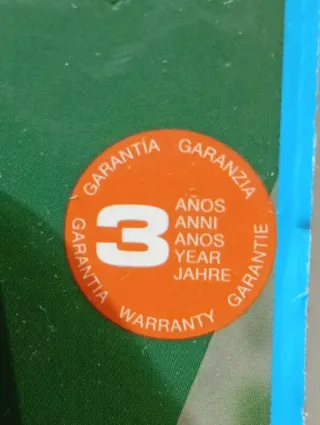 GARANTÍA GARANZIA
3
AÑOS
ANNI
ANOS
YEAR
JAHRE
GARANTIA WARRANTY GARANTIE